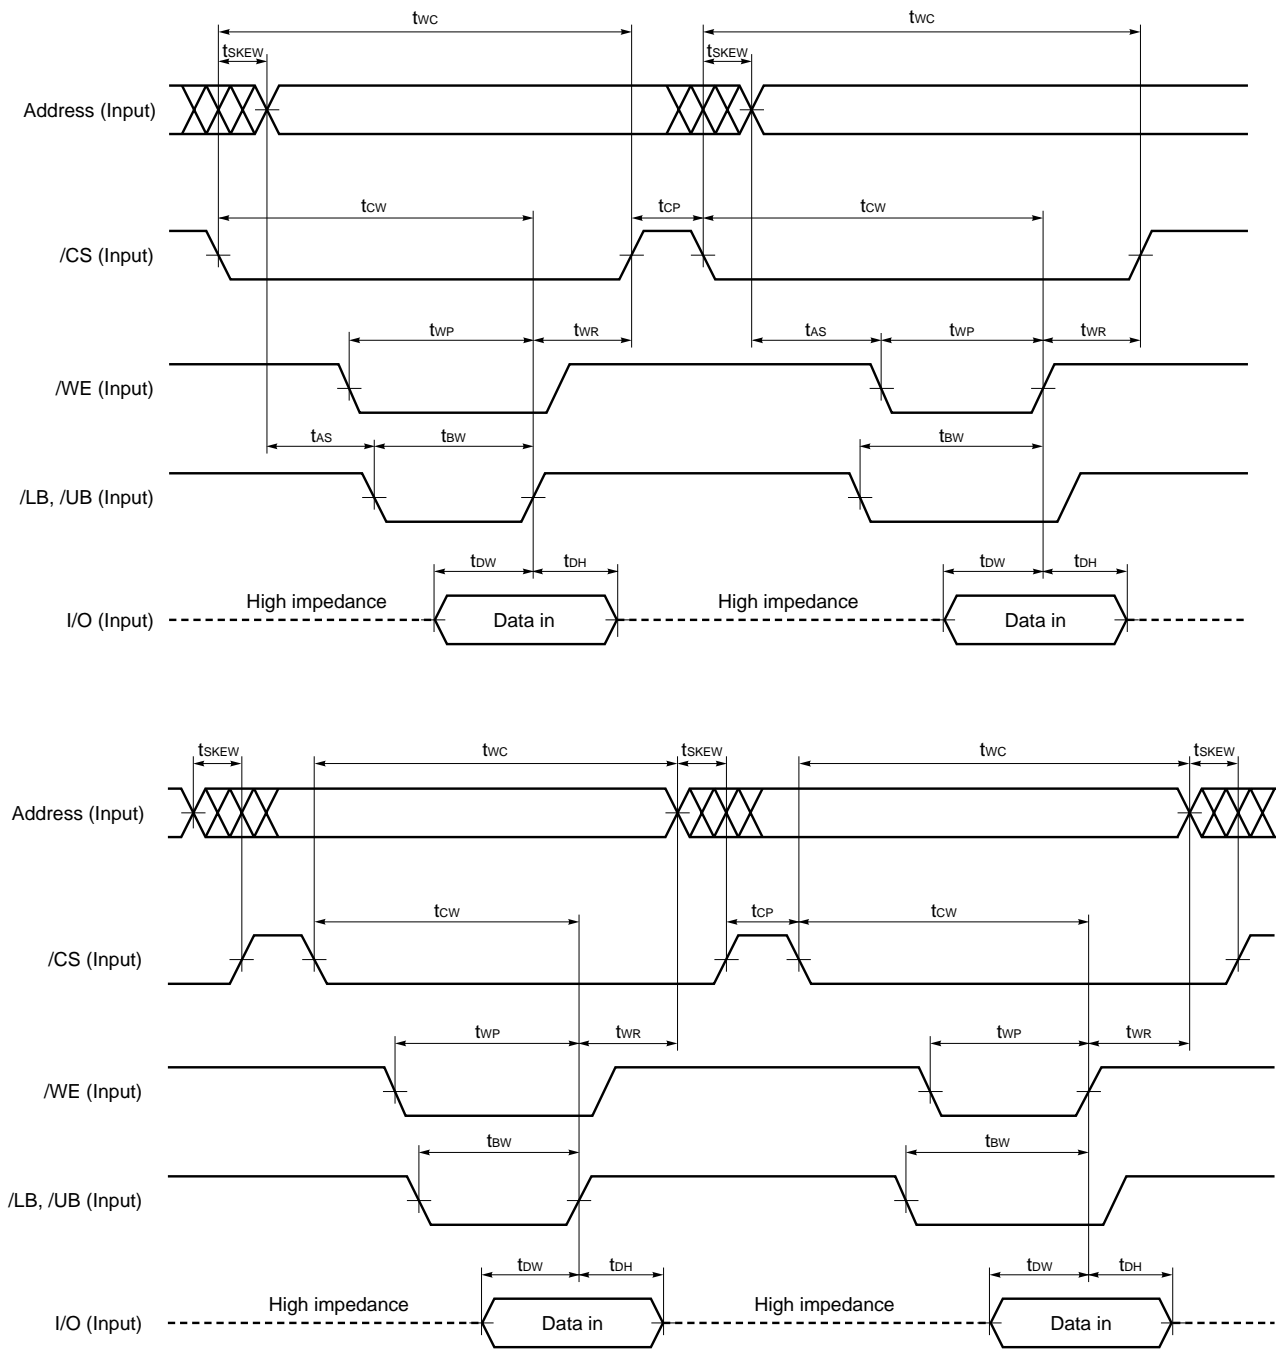 tWC tWC
tSKEW tSKEW
Address (Input)
tCW tCP tCW
/CS (Input)
tWP tWR tAS tWP tWR
/WE (Input)
tAS tBW tBW
/LB, /UB (Input)
tDW tDH tDW tDH
High impedance High impedance
I/O (Input) Data in Data in
tSKEW tWC tSKEW tWC tSKEW
Address (Input)
tCW tCP tCW
/CS (Input)
tWP tWR tWP tWR
/WE (Input)
tBW tBW
/LB, /UB (Input)
tDW tDH tDW tDH
High impedance High impedance
I/O (Input) Data in Data in